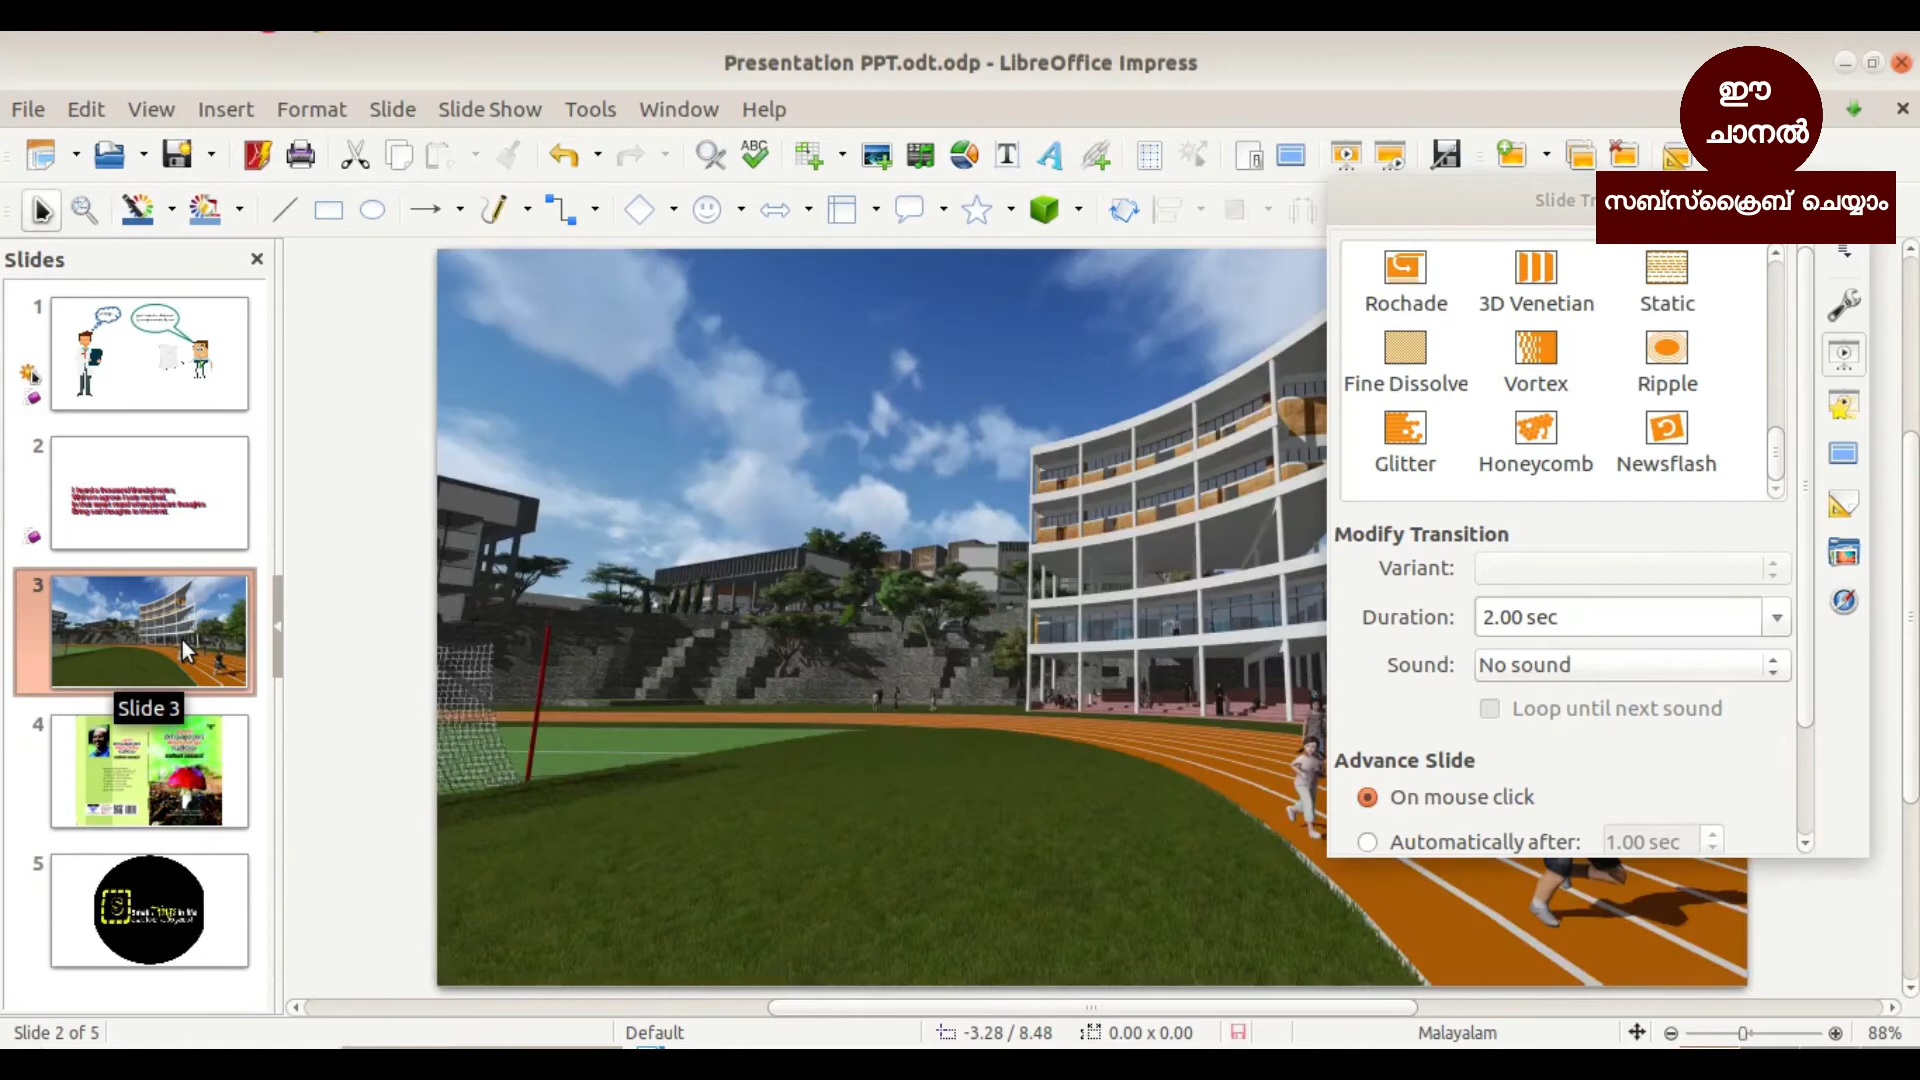 Presentation PPT.odt.odp - LibreOffice Impress
ഈ
ചാനൽ
സബ്സ്ക്രൈബ് ചെയ്യാം
File Edit View Insert Format Slide Slide Show Tools Window Help
ABC
Slide Tr
Slides
1
2
3
Slide 3
4
5
Rochade 3D Venetian Static
Fine Dissolve Vortex Ripple
Glitter Honeycomb Newsflash
Modify Transition
Variant:
Duration: 2.00 sec
Sound: No sound
Loop until next sound
Advance Slide
On mouse click
Automatically after: 1.00 sec
Slide 2 of 5
Default
-3.28 / 8.48
0.00 x 0.00
Malayalam
88%